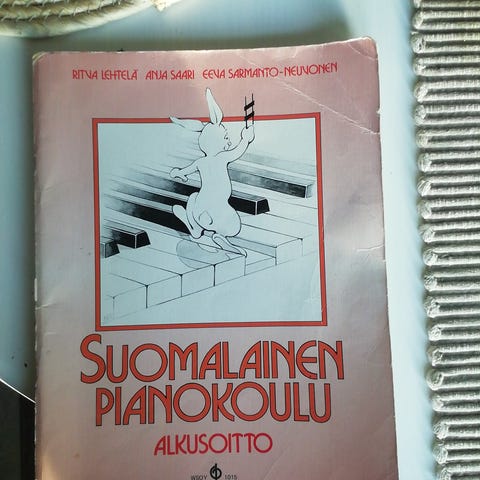 RITVA LEHTELÄ ANJA SAARI EEVA SARMANTO-NEUVONEN
SUOMALAINEN
PIANOKOULU
ALKUSOITTO
WSOY 1015